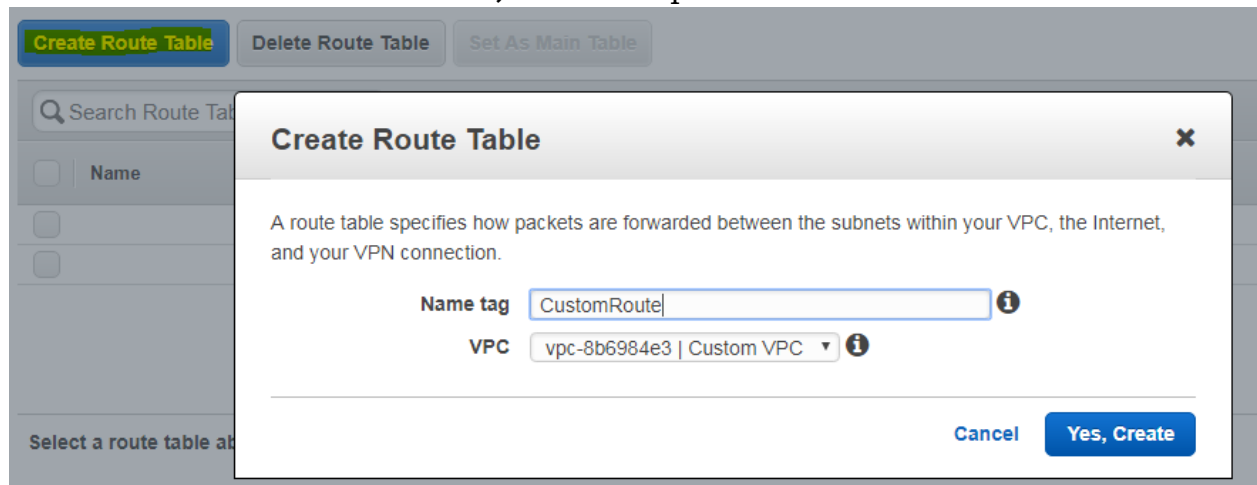 Create Route Table Delete Route Table Set As Main Table
Search Route Tab
Create Route Table
Name
A route table specifies how packets are forwarded between the subnets within your VPC, the Internet,
and your VPN connection.
Name tag CustomRoute
VPC vpc-8b6984e3 | Custom VPC
Select a route table ab
Cancel Yes, Create